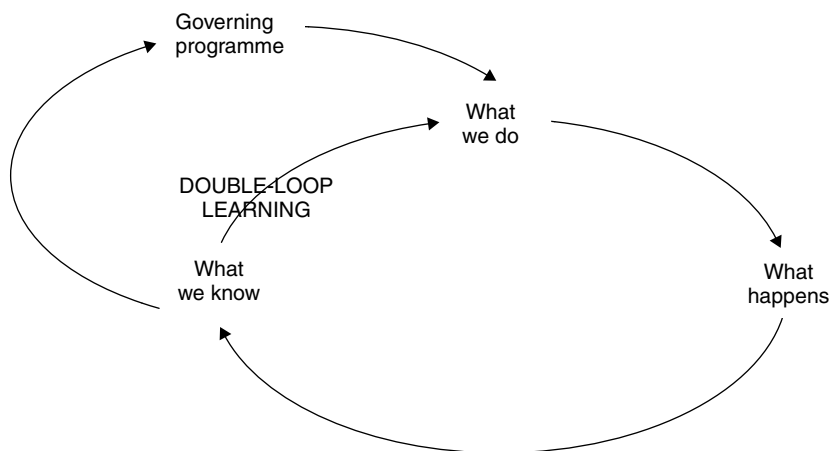 Governing
programme
What
we do
DOUBLE-LOOP
LEARNING
What
we know
What
happens